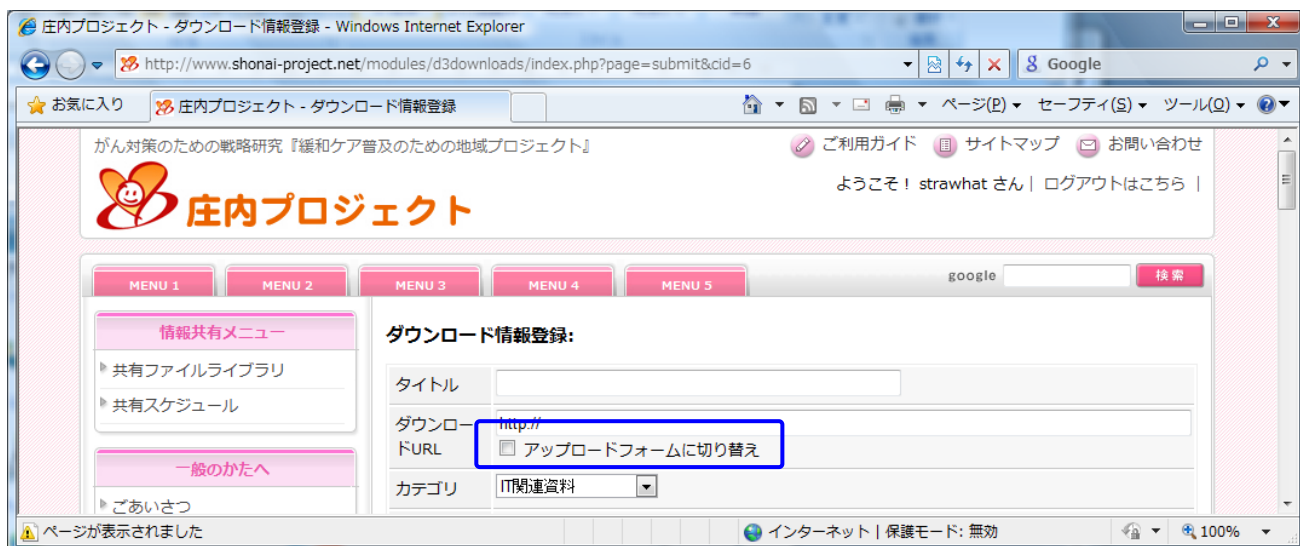 庄内プロジェクト - ダウンロード情報登録 - Windows Internet Explorer
http://www.shonai-project.net/modules/d3downloads/index.php?page=submit&cid=6
Google
お気に入り
庄内プロジェクト - ダウンロード情報登録
ページ(P) セーフティ(S) ツール(O)
がん対策のための戦略研究『緩和ケア普及のための地域プロジェクト』
ご利用ガイド サイトマップ お問い合わせ
ようこそ! strawhat さん| ログアウトはこちら |
庄内プロジェクト
google 検索
MENU 1 MENU 2 MENU 3 MENU 4 MENU 5
情報共有メニュー
共有ファイルライブラリ
共有スケジュール
一般のかたへ
ごあいさつ
ダウンロード情報登録:
タイトル
ダウンロー
ドURL
http://
アップロードフォームに切り替え
カテゴリ
IT関連資料
ページが表示されました
インターネット | 保護モード: 無効
100%